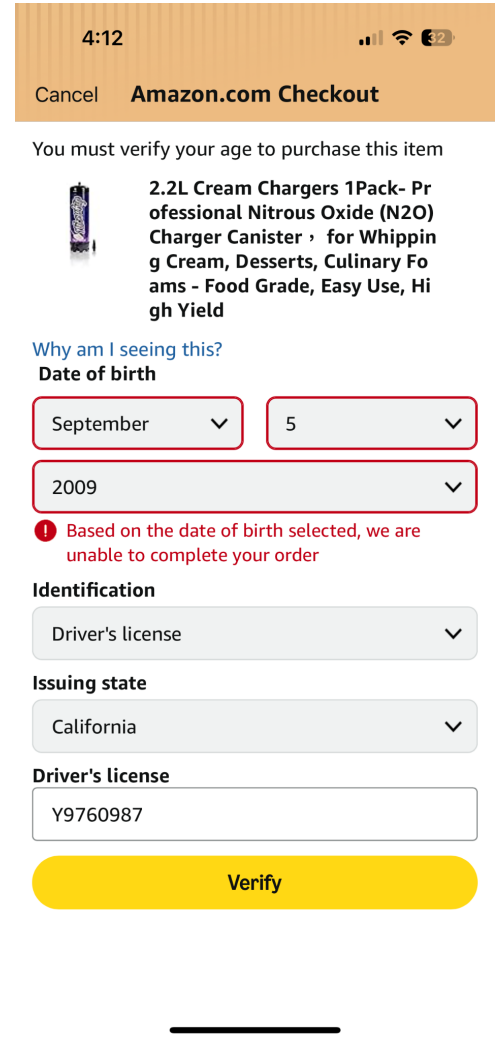 4:12
32
Cancel Amazon.com Checkout
You must verify your age to purchase this item
2.2L Cream Chargers 1Pack- Pr
ofessional Nitrous Oxide (N2O)
Charger Canister， for Whippin
g Cream, Desserts, Culinary Fo
ams - Food Grade, Easy Use, Hi
gh Yield
Why am I seeing this?
Date of birth
September 5
2009
Based on the date of birth selected, we are
unable to complete your order
Identification
Driver's license
Issuing state
California
Driver's license
Y9760987
Verify